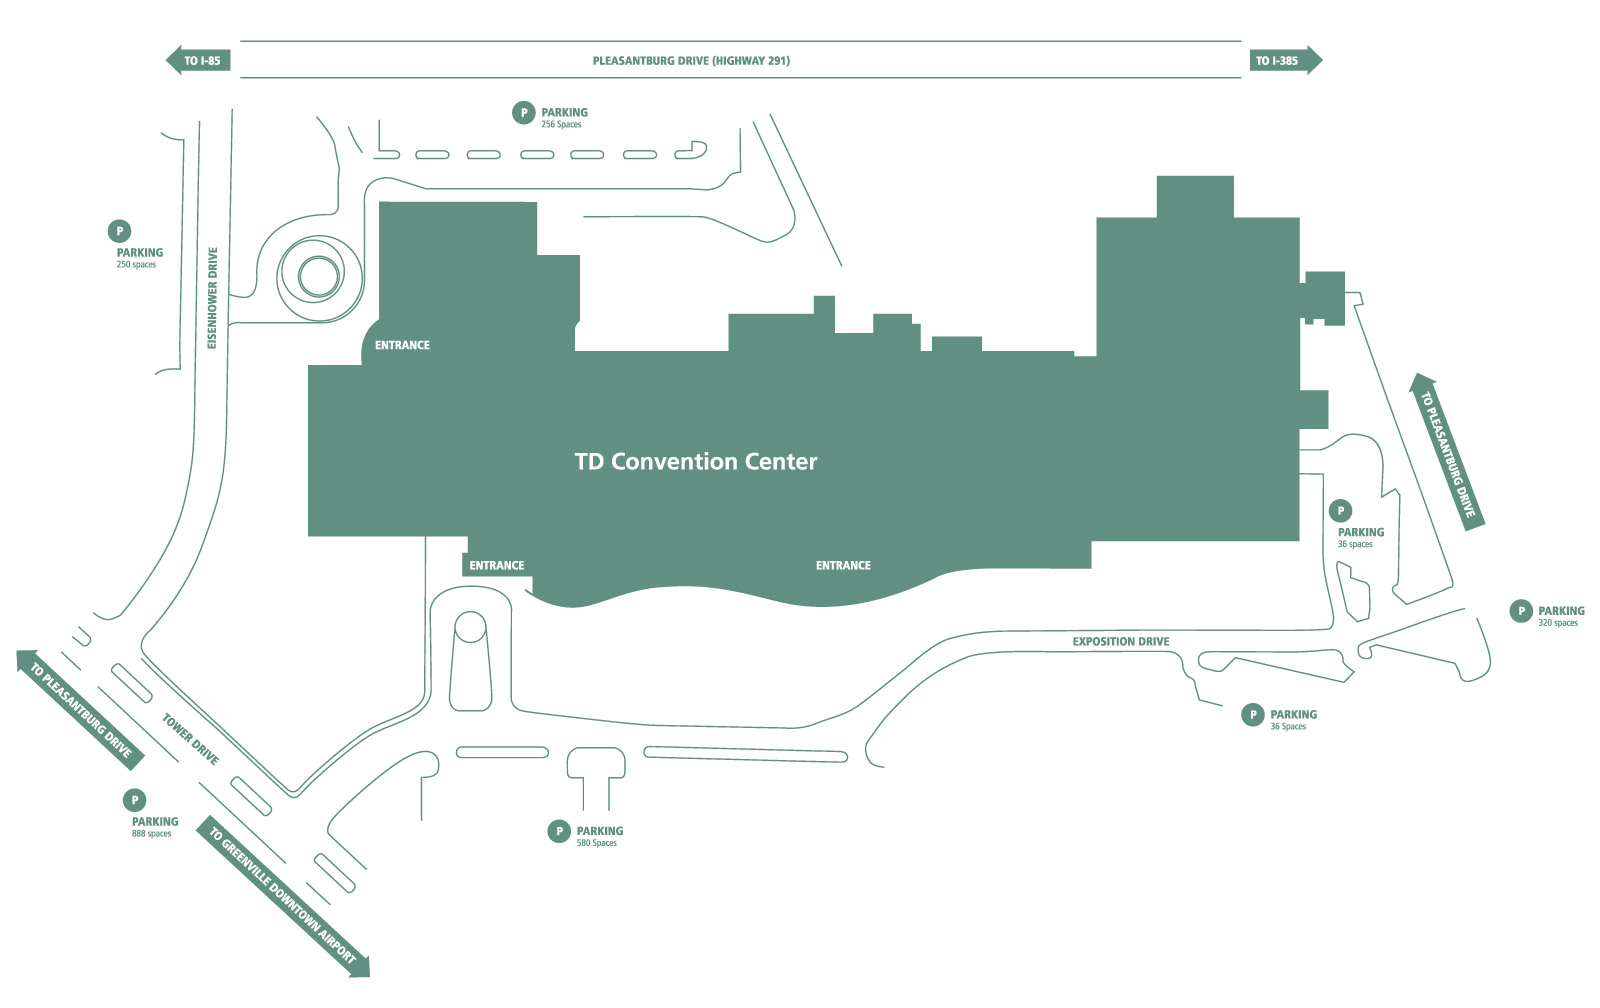 TO I-85
PLEASANTBURG DRIVE (HIGHWAY 291)
TO I-385
P PARKING
256 Spaces
P
PARKING
250 spaces
EISENHOWER DRIVE
ENTRANCE
TD Convention Center
TO PLEASANTBURG DRIVE
P
PARKING
36 spaces
ENTRANCE
ENTRANCE
P PARKING
320 spaces
EXPOSITION DRIVE
TO PLEASANTBURG DRIVE
TOWER DRIVE
P PARKING
36 Spaces
P
PARKING
888 spaces
P PARKING
580 Spaces
TO GREENVILLE DOWNTOWN AIRPORT